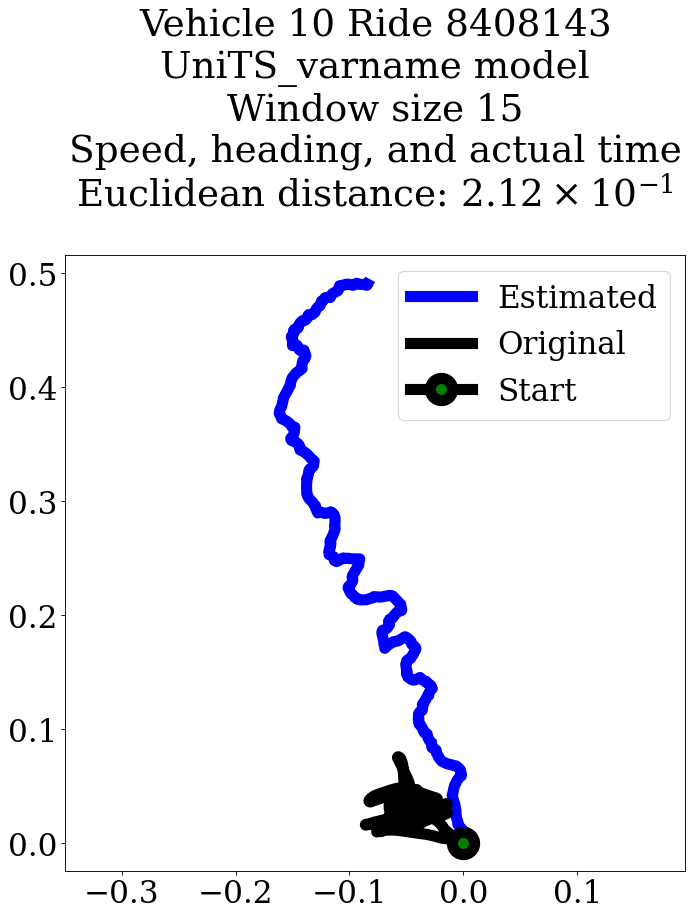 Vehicle 10 Ride 8408143
UniTS_varname model
Window size 15
Speed, heading, and actual time
Euclidean distance: 2.12 × 10⁻¹
Estimated
Original
Start
0.5
0.4
0.3
0.2
0.1
0.0
−0.3 −0.2 −0.1 0.0 0.1